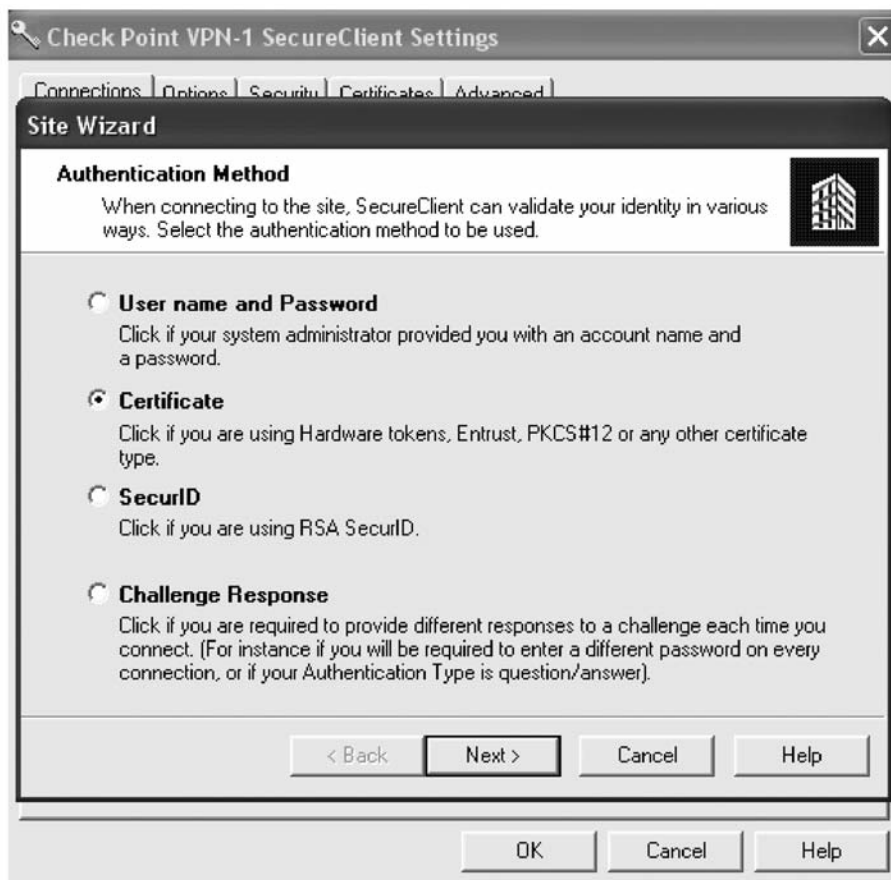 Check Point VPN-1 SecureClient Settings
Connections Options Security Certificates Advanced
Site Wizard
Authentication Method
When connecting to the site, SecureClient can validate your identity in various
ways. Select the authentication method to be used.
User name and Password
Click if your system administrator provided you with an account name and
a password.
Certificate
Click if you are using Hardware tokens, Entrust, PKCS#12 or any other certificate
type.
SecurID
Click if you are using RSA SecurID.
Challenge Response
Click if you are required to provide different responses to a challenge each time you
connect. (For instance if you will be required to enter a different password on every
connection, or if your Authentication Type is question/answer).
< Back Next > Cancel Help
OK Cancel Help